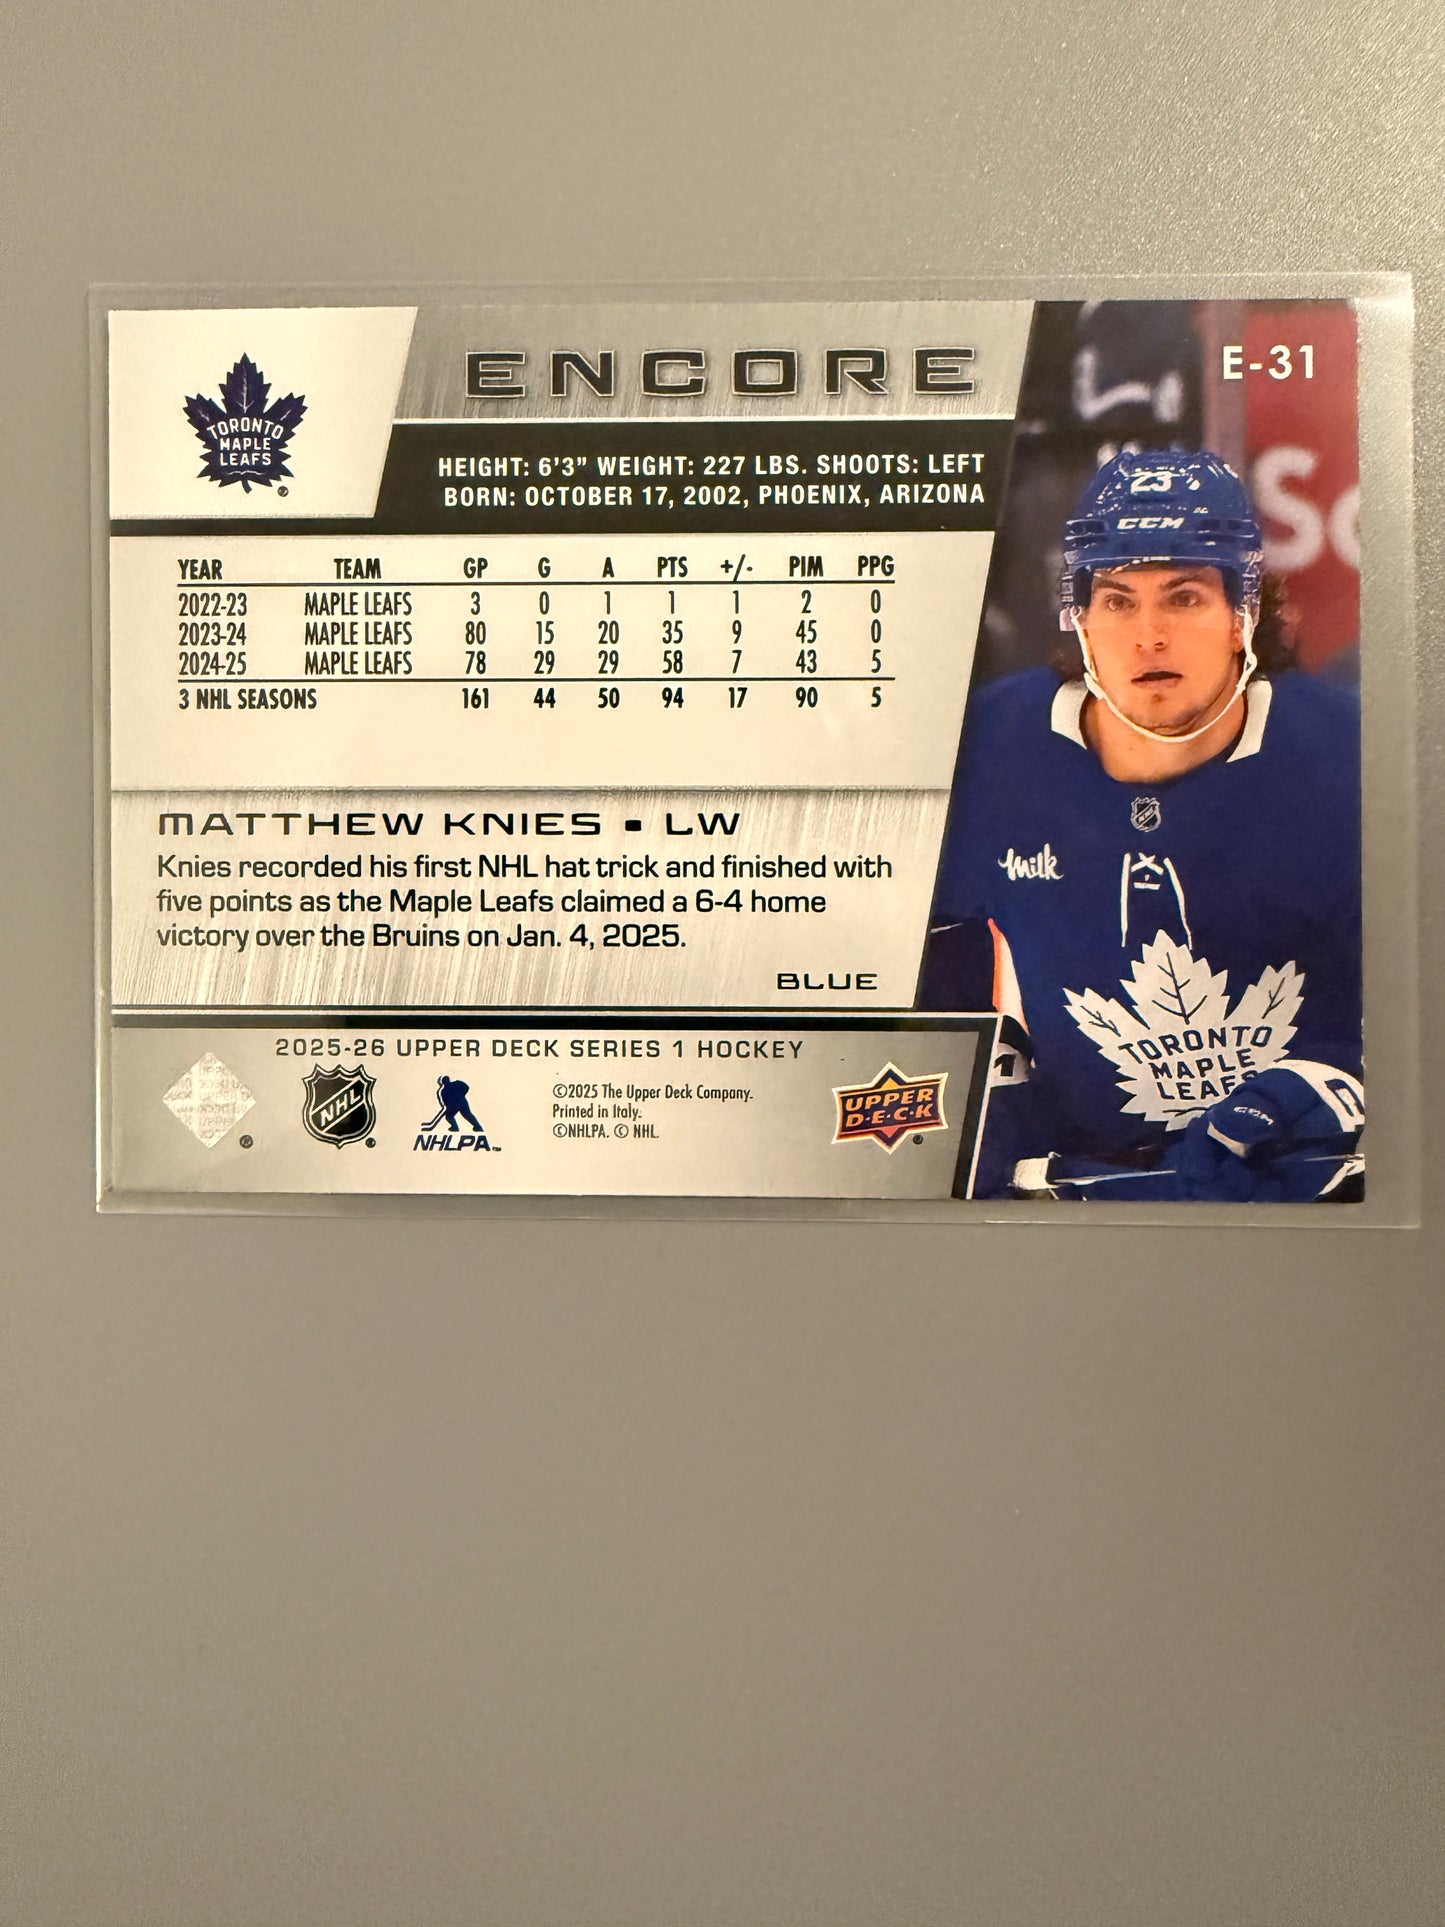 ENCORE
E-31
TORONTO
MAPLE
LEAFS
HEIGHT: 6'3" WEIGHT: 227 LBS. SHOOTS: LEFT
BORN: OCTOBER 17, 2002, PHOENIX, ARIZONA
YEAR TEAM GP G A PTS +/- PIM PPG
2022-23 MAPLE LEAFS 3 0 1 1 1 2 0
2023-24 MAPLE LEAFS 80 15 20 35 9 45 0
2024-25 MAPLE LEAFS 78 29 29 58 7 43 5
3 NHL SEASONS 161 44 50 94 17 90 5
23
CCM
MATTHEW KNIES ▪ LW
Knies recorded his first NHL hat trick and finished with
five points as the Maple Leafs claimed a 6-4 home
victory over the Bruins on Jan. 4, 2025.
BLUE
Milk
TORONTO
MAPLE
LEAFS
CCM
2025-26 UPPER DECK SERIES 1 HOCKEY
NHL
NHLPA™
©2025 The Upper Deck Company.
Printed in Italy.
©NHLPA. © NHL.
UPPER
D·E·C·K